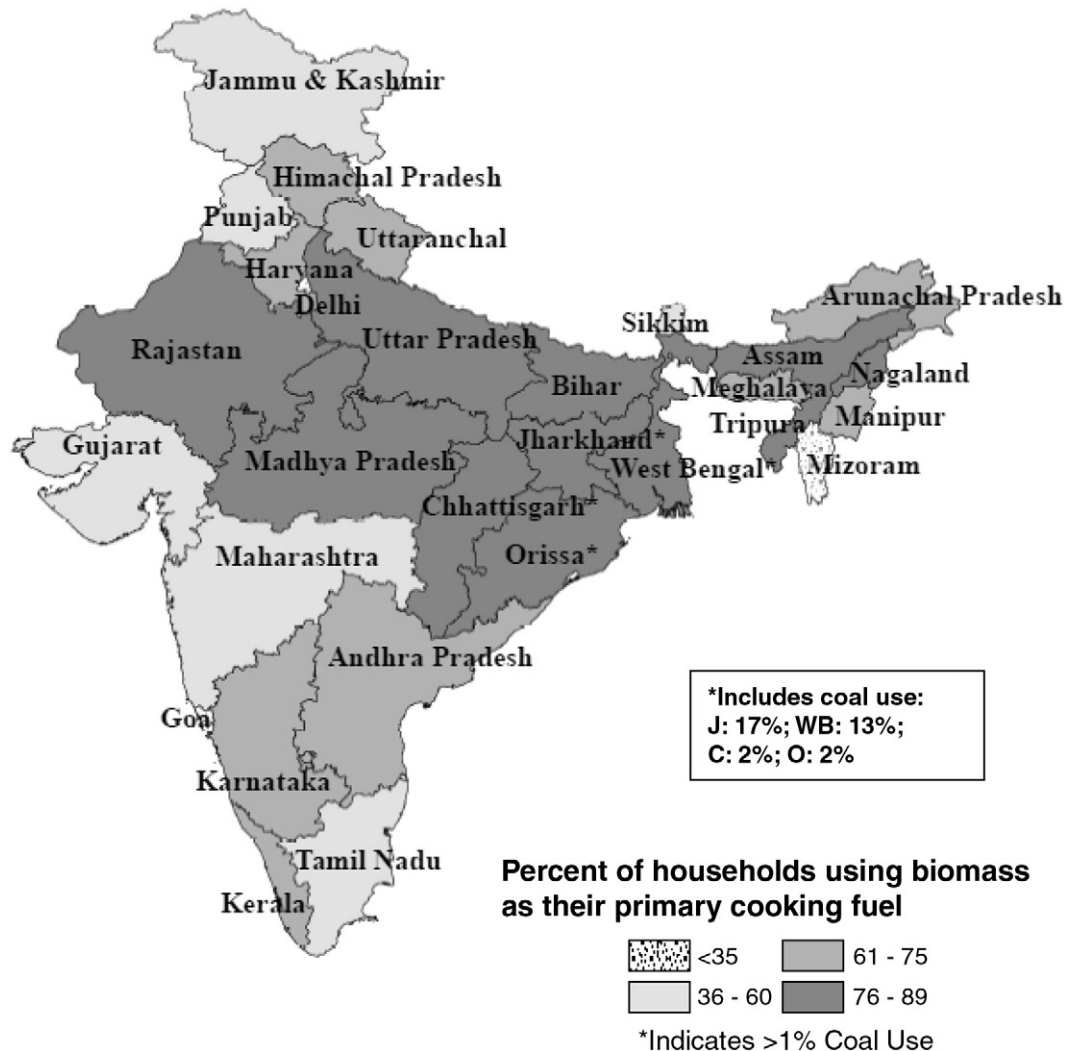 Jammu & Kashmir
Himachal Pradesh
Punjab
Uttaranchal
Haryana
Delhi
Arunachal Pradesh
Sikkim
Rajastan
Uttar Pradesh
Assam
Bihar
Meghalaya
Nagaland
Tripura
Manipur
Gujarat
Jharkhand*
Madhya Pradesh
West Bengal*
Mizoram
Chhattisgarh*
Maharashtra
Orissa*
Andhra Pradesh
Goa
Karnataka
Tamil Nadu
Kerala
*Includes coal use:
J: 17%; WB: 13%;
C: 2%; O: 2%
Percent of households using biomass
as their primary cooking fuel
<35
61 - 75
36 - 60
76 - 89
*Indicates >1% Coal Use